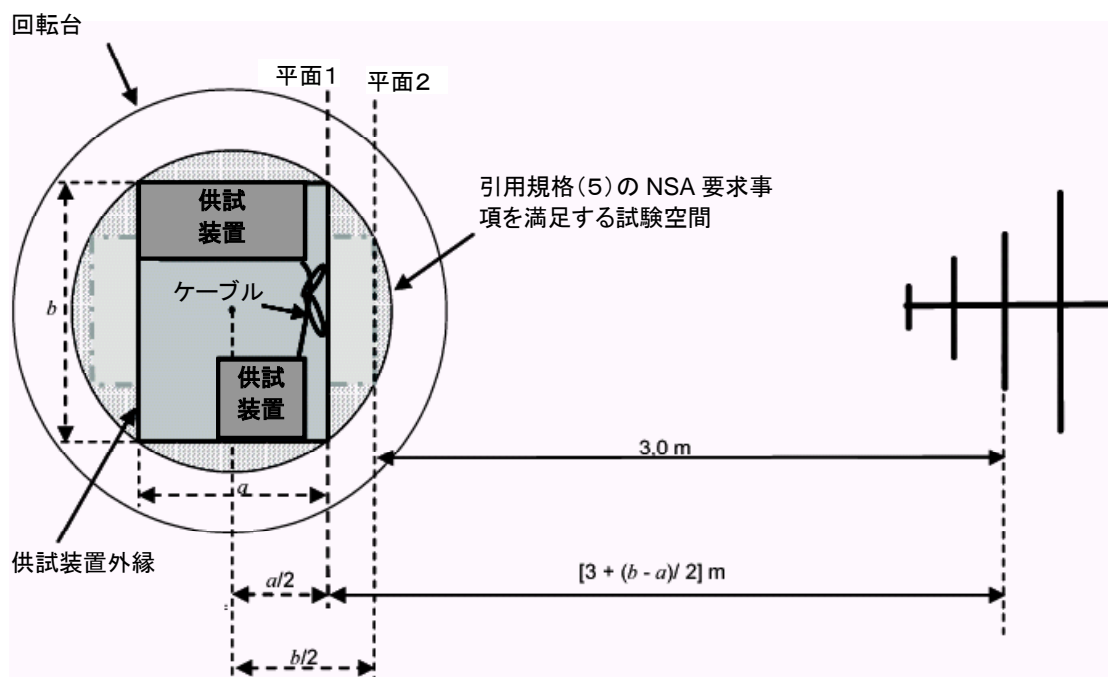 回転台
平面1
平面2
引用規格(5)の NSA 要求事
項を満足する試験空間
供試
装置
ケーブル
b
供試
装置
3.0 m
a
供試装置外縁
a/2
[3 + (b - a)/ 2] m
b/2